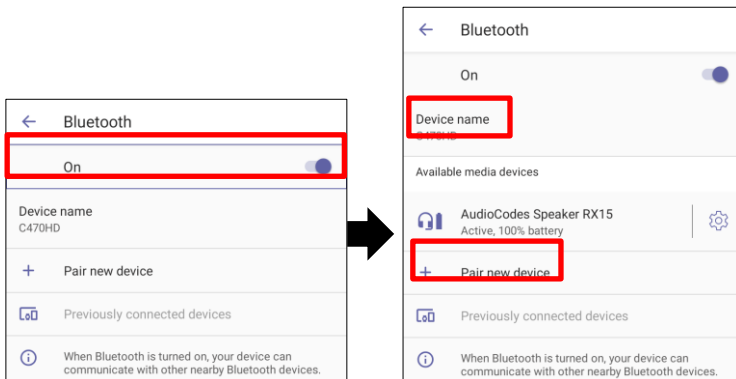 Bluetooth
On
Device name
C470HD
Pair new device
Previously connected devices
When Bluetooth is turned on, your device can
communicate with other nearby Bluetooth devices.
Bluetooth
On
Device name
C470HD
Available media devices
AudioCodes Speaker RX15
Active, 100% battery
Pair new device
Previously connected devices
When Bluetooth is turned on, your device can
communicate with other nearby Bluetooth devices.